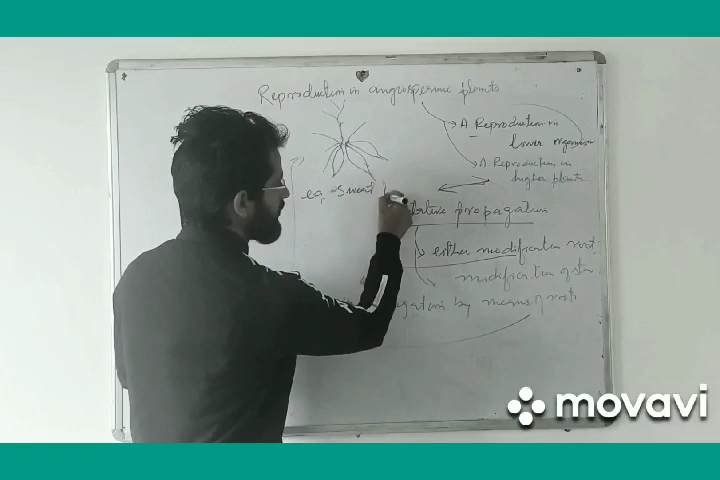 Reproduction in angiospermic plants
A. Reproduction in
lower organism
A. Reproduction in
higher plants
eg. Sweet
propagation
either modification root
modification of stem
by means of roots
movavi